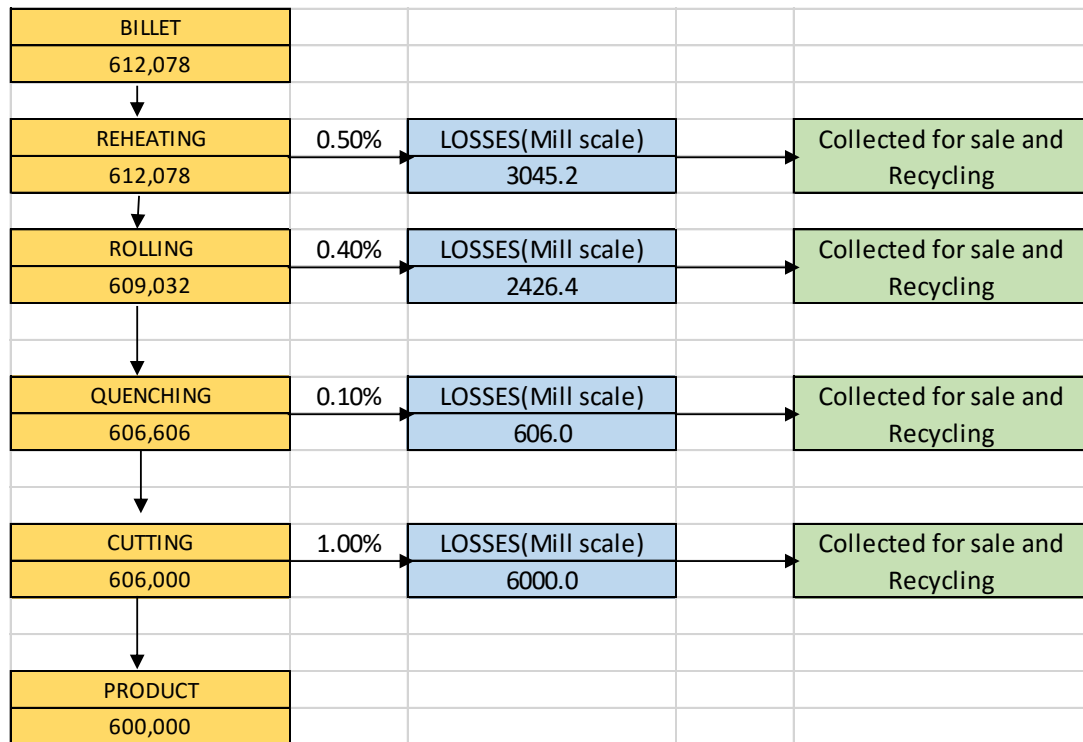 BILLET
612,078
REHEATING 0.50% LOSSES(Mill scale) Collected for sale and
612,078 3045.2 Recycling
ROLLING 0.40% LOSSES(Mill scale) Collected for sale and
609,032 2426.4 Recycling
QUENCHING 0.10% LOSSES(Mill scale) Collected for sale and
606,606 606.0 Recycling
CUTTING 1.00% LOSSES(Mill scale) Collected for sale and
606,000 6000.0 Recycling
PRODUCT
600,000